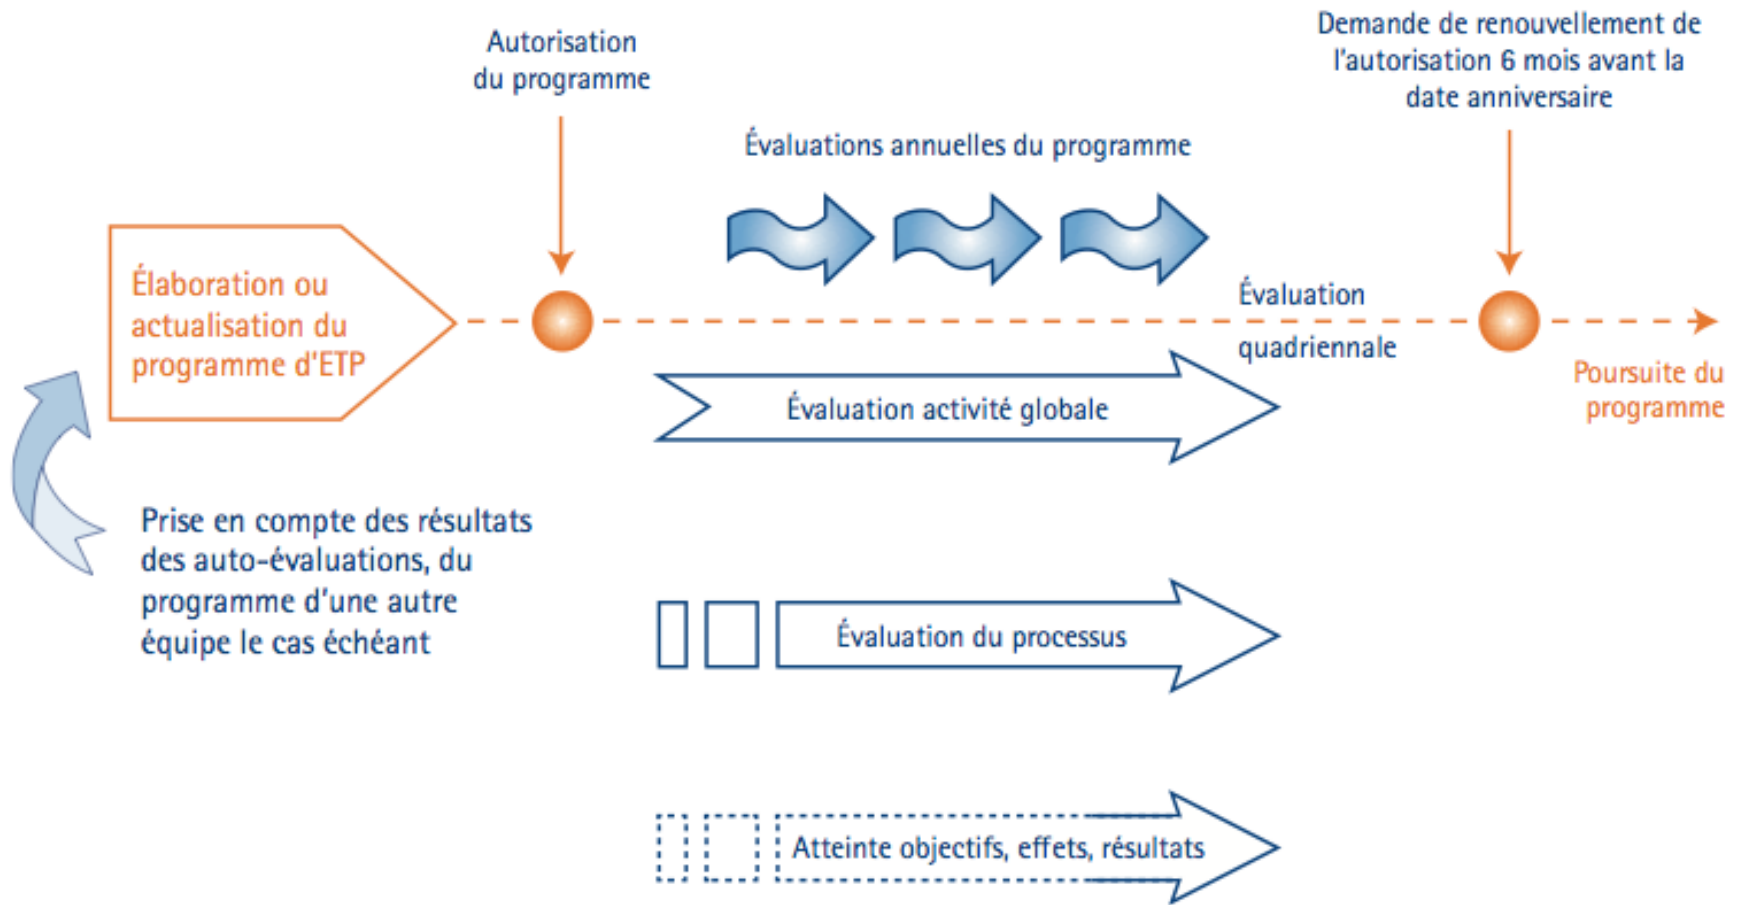 Autorisation
du programme
Demande de renouvellement de
l'autorisation 6 mois avant la
date anniversaire
Évaluations annuelles du programme
Élaboration ou
actualisation du
programme d'ETP
Évaluation
quadriennale
Poursuite du
programme
Évaluation activité globale
Prise en compte des résultats
des auto-évaluations, du
programme d'une autre
équipe le cas échéant
Évaluation du processus
Atteinte objectifs, effets, résultats